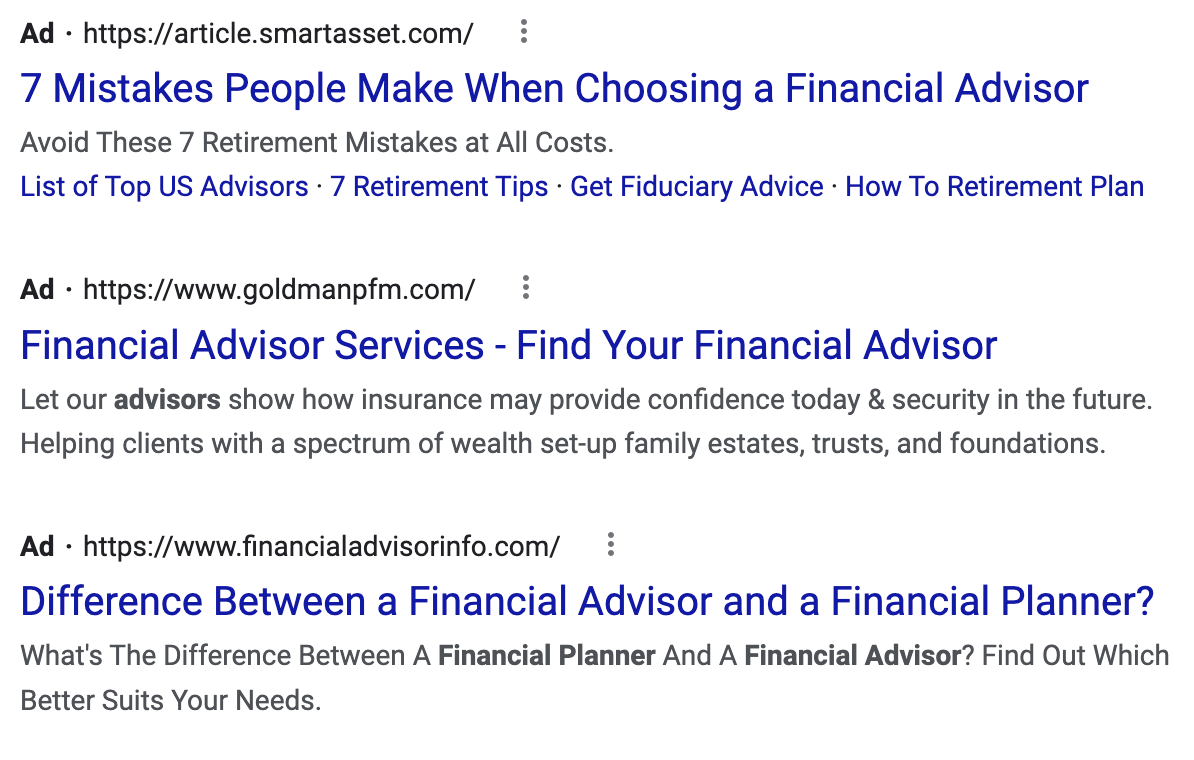 Ad · https://article.smartasset.com/
7 Mistakes People Make When Choosing a Financial Advisor
Avoid These 7 Retirement Mistakes at All Costs.
List of Top US Advisors · 7 Retirement Tips · Get Fiduciary Advice · How To Retirement Plan
Ad · https://www.goldmanpfm.com/
Financial Advisor Services - Find Your Financial Advisor
Let our advisors show how insurance may provide confidence today & security in the future.
Helping clients with a spectrum of wealth set-up family estates, trusts, and foundations.
Ad · https://www.financialadvisorinfo.com/
Difference Between a Financial Advisor and a Financial Planner?
What's The Difference Between A Financial Planner And A Financial Advisor? Find Out Which
Better Suits Your Needs.